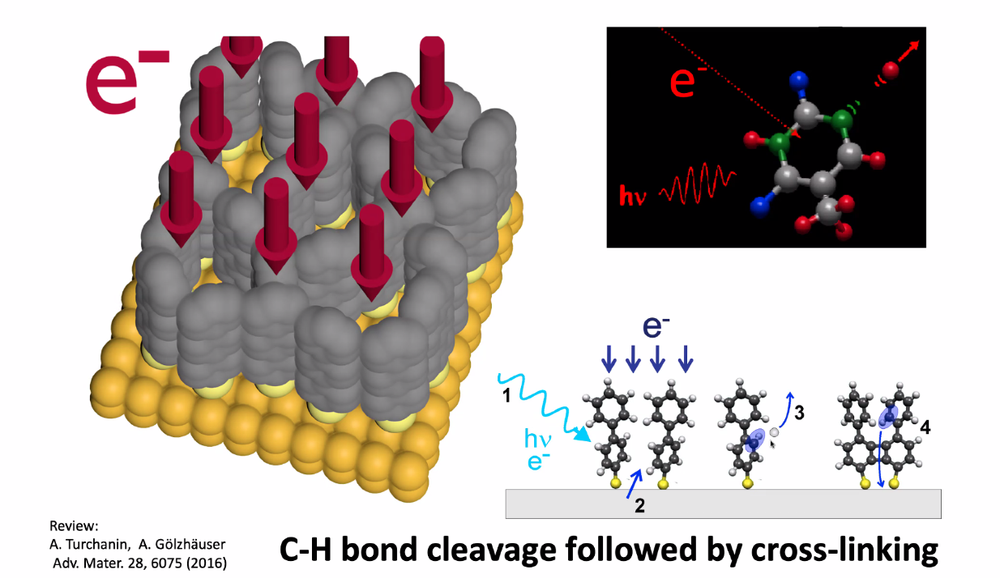 e-
e-
hν
e-
1
hν
e-
2
3
4
Review:
A. Turchanin, A. Gölzhäuser
Adv. Mater. 28, 6075 (2016)
C-H bond cleavage followed by cross-linking